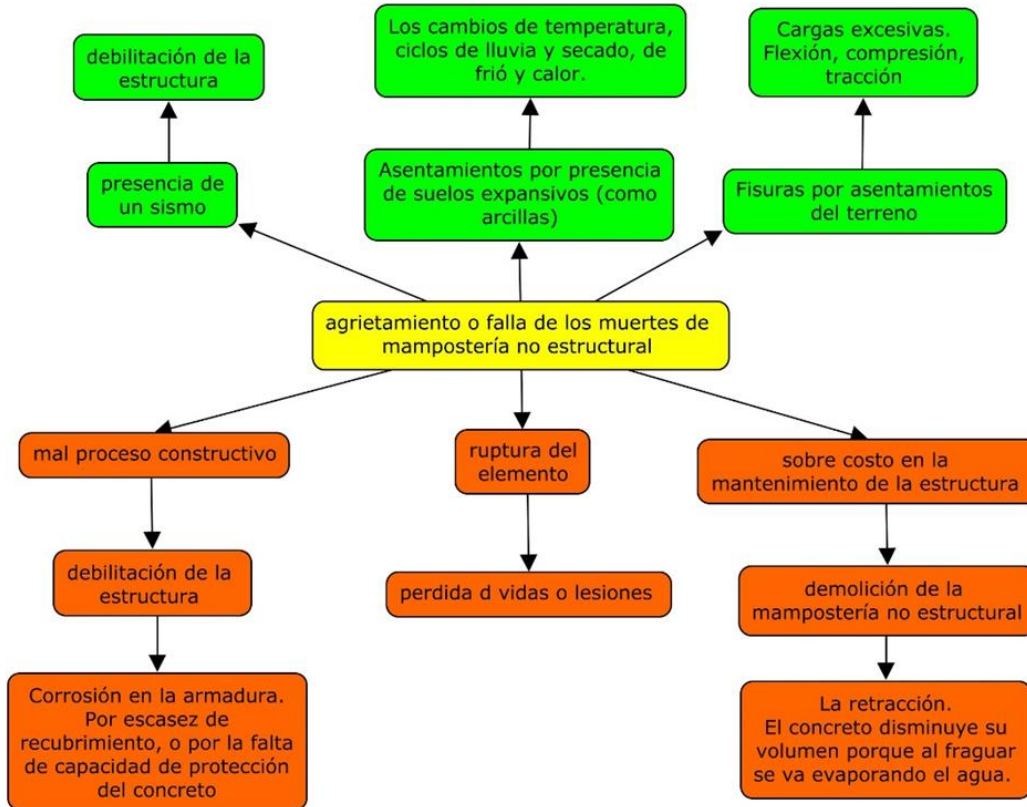 debilitación de la
estructura
Los cambios de temperatura,
ciclos de lluvia y secado, de
frió y calor.
Cargas excesivas.
Flexión, compresión,
tracción
presencia de
un sismo
Asentamientos por presencia
de suelos expansivos (como
arcillas)
Fisuras por asentamientos
del terreno
agrietamiento o falla de los muertes de
mampostería no estructural
mal proceso constructivo
ruptura del
elemento
sobre costo en la
mantenimiento de la estructura
debilitación de la
estructura
perdida d vidas o lesiones
demolición de la
mampostería no estructural
Corrosión en la armadura.
Por escasez de
recubrimiento, o por la falta
de capacidad de protección
del concreto
La retracción.
El concreto disminuye su
volumen porque al fraguar
se va evaporando el agua.